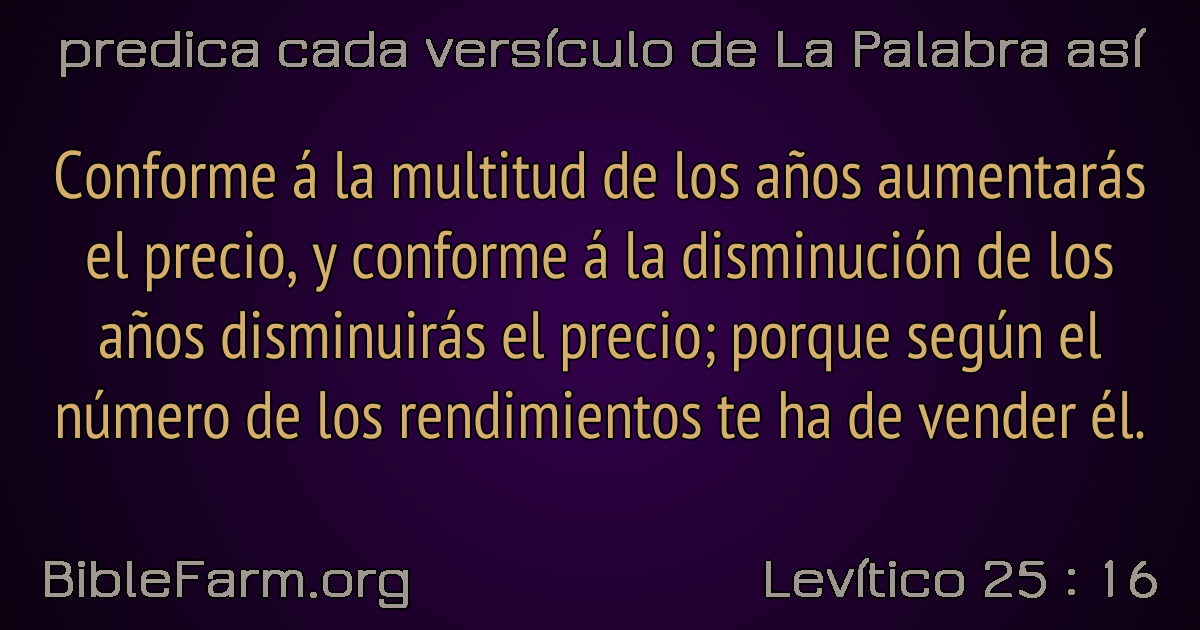 predica cada versículo de La Palabra así
Conforme á la multitud de los años aumentarás
el precio, y conforme á la disminución de los
años disminuirás el precio; porque según el
número de los rendimientos te ha de vender él.
BibleFarm.org
Levítico 25 : 16